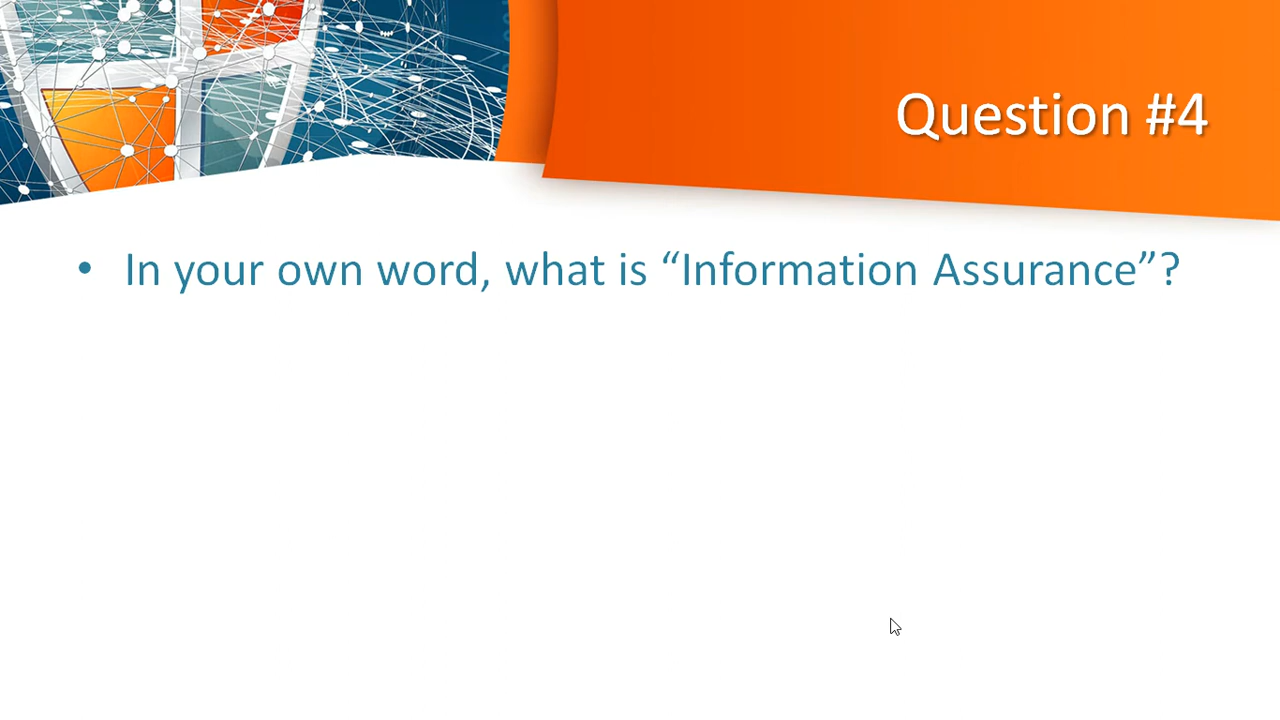 Question #4
• In your own word, what is “Information Assurance”?